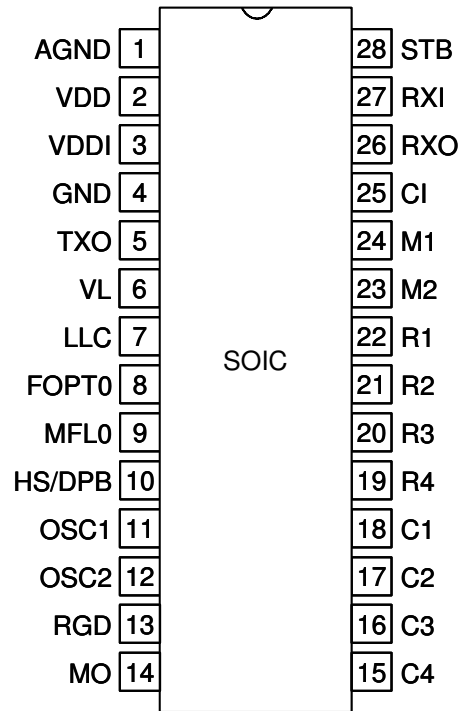 AGND 1 28 STB
VDD 2 27 RXI
VDDI 3 26 RXO
GND 4 25 CI
TXO 5 24 M1
VL 6 23 M2
LLC 7 22 R1
SOIC
FOPT0 8 21 R2
MFL0 9 20 R3
HS/DPB 10 19 R4
OSC1 11 18 C1
OSC2 12 17 C2
RGD 13 16 C3
MO 14 15 C4